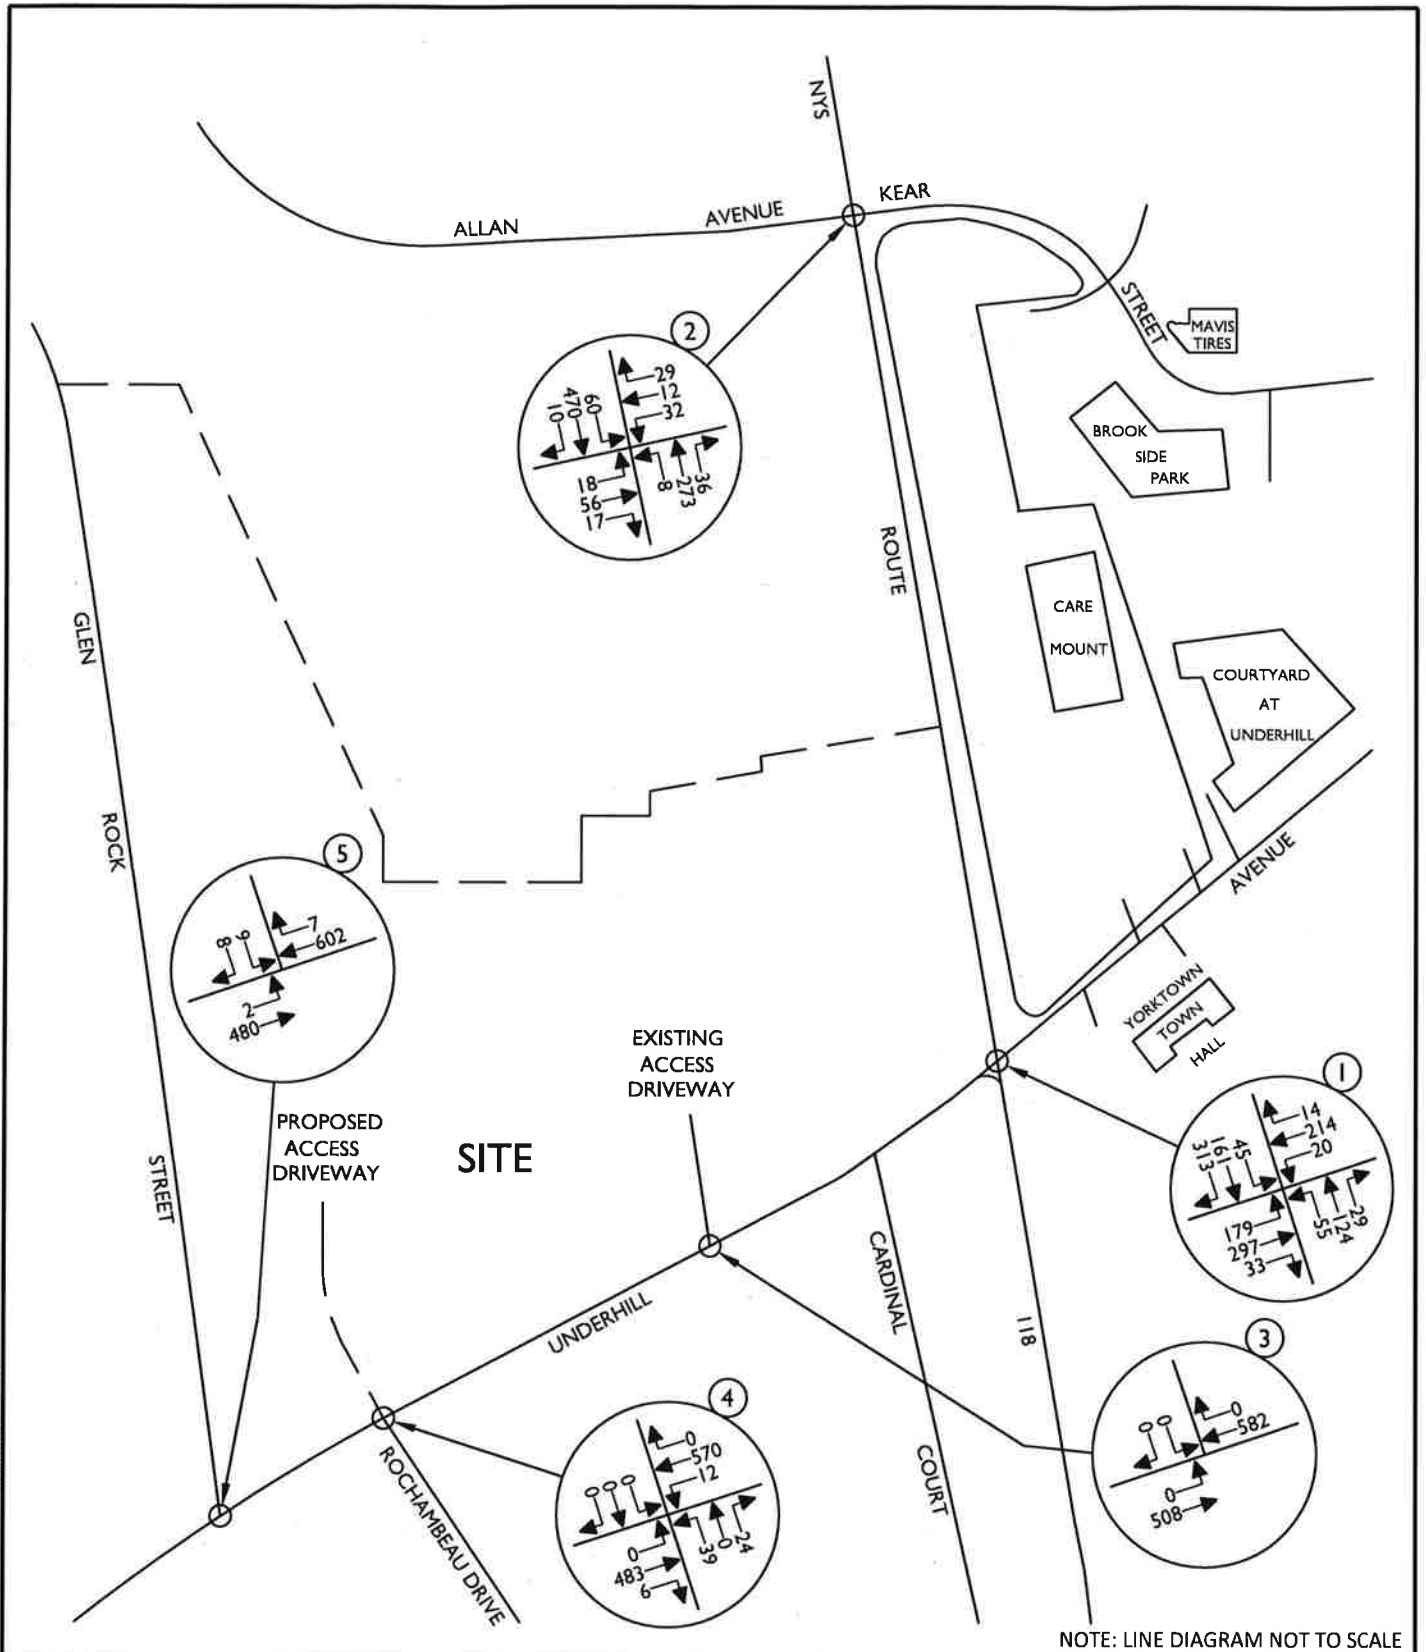 NYS
KEAR
ALLAN
AVENUE
STREET
MAVIS
TIRES
2
29
12
32
10
470
60
18
56
17
8
273
36
BROOK
SIDE
PARK
ROUTE
CARE
MOUNT
COURTYARD
AT
UNDERHILL
GLEN
ROCK
STREET
AVENUE
5
7
602
8
9
2
480
YORKTOWN
TOWN
HALL
EXISTING
ACCESS
DRIVEWAY
PROPOSED
ACCESS
DRIVEWAY
SITE
1
14
214
20
313
161
45
179
297
33
55
124
29
CARDINAL
COURT
118
UNDERHILL
3
0
582
0
0
0
508
4
0
570
12
0
0
0
0
483
6
39
0
24
ROCHAMBEAU DRIVE
NOTE: LINE DIAGRAM NOT TO SCALE